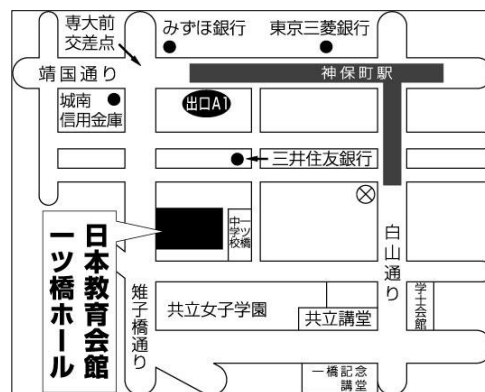 専大前
交差点
みずほ銀行
東京三菱銀行
靖国通り
神保町駅
城南
信用金庫
出口A1
三井住友銀行
一ツ橋
中学校
日本教育会館
一ツ橋ホール
白山通り
雉子橋通り
共立女子学園
共立講堂
学士会館
一橋記念
講堂